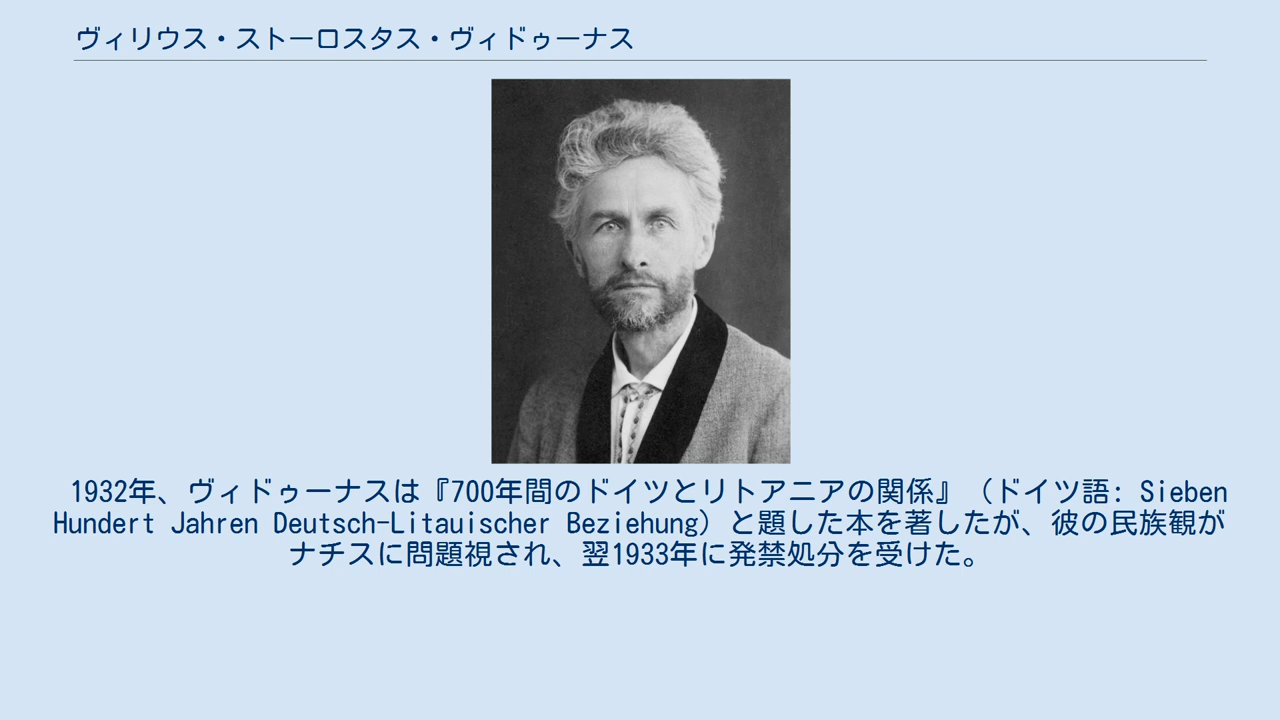 ヴィリウス・ストーロスタス・ヴィドゥーナス
1932年、ヴィドゥーナスは『700年間のドイツとリトアニアの関係』（ドイツ語: Sieben
Hundert Jahren Deutsch-Litauischer Beziehung）と題した本を著したが、彼の民族観が
ナチスに問題視され、翌1933年に発禁処分を受けた。